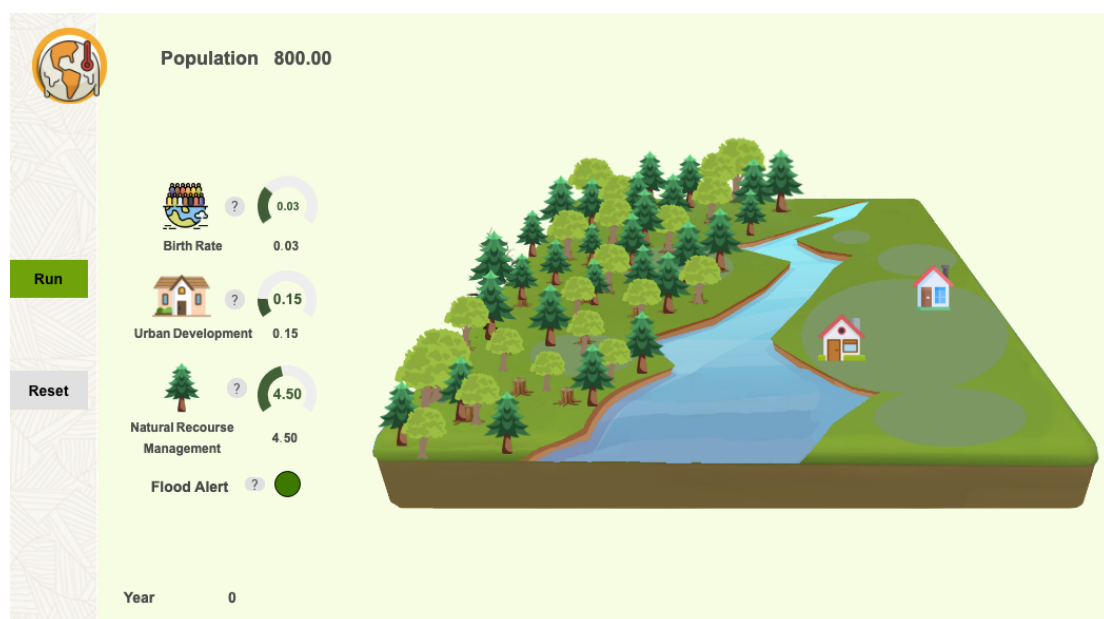 Population 800.00
? 0.03
Birth Rate 0.03
Run
? 0.15
Urban Development 0.15
Reset
? 4.50
Natural Recourse
Management
4.50
Flood Alert ?
Year 0